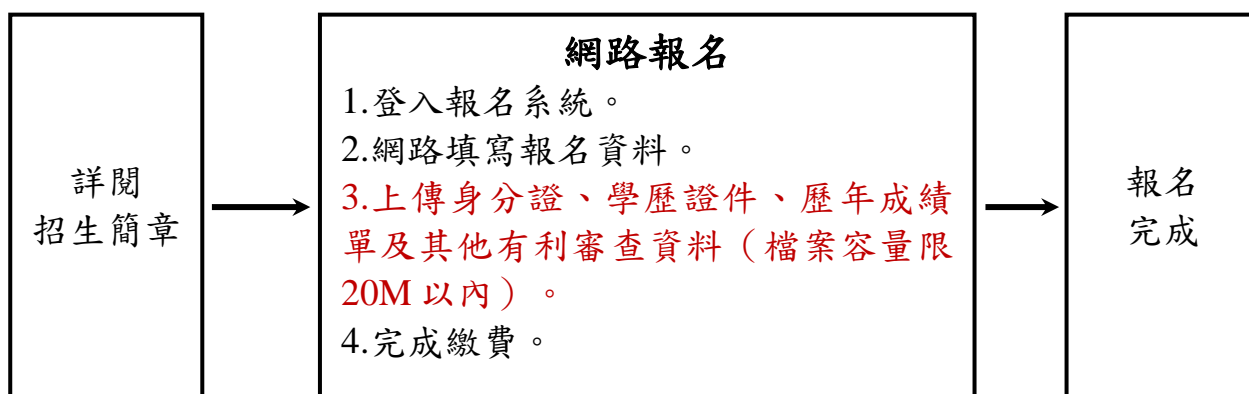 詳閱
招生簡章
網路報名
1.登入報名系統。
2.網路填寫報名資料。
3.上傳身分證、學歷證件、歷年成績
單及其他有利審查資料（檔案容量限
20M 以內）。
4.完成繳費。
報名
完成